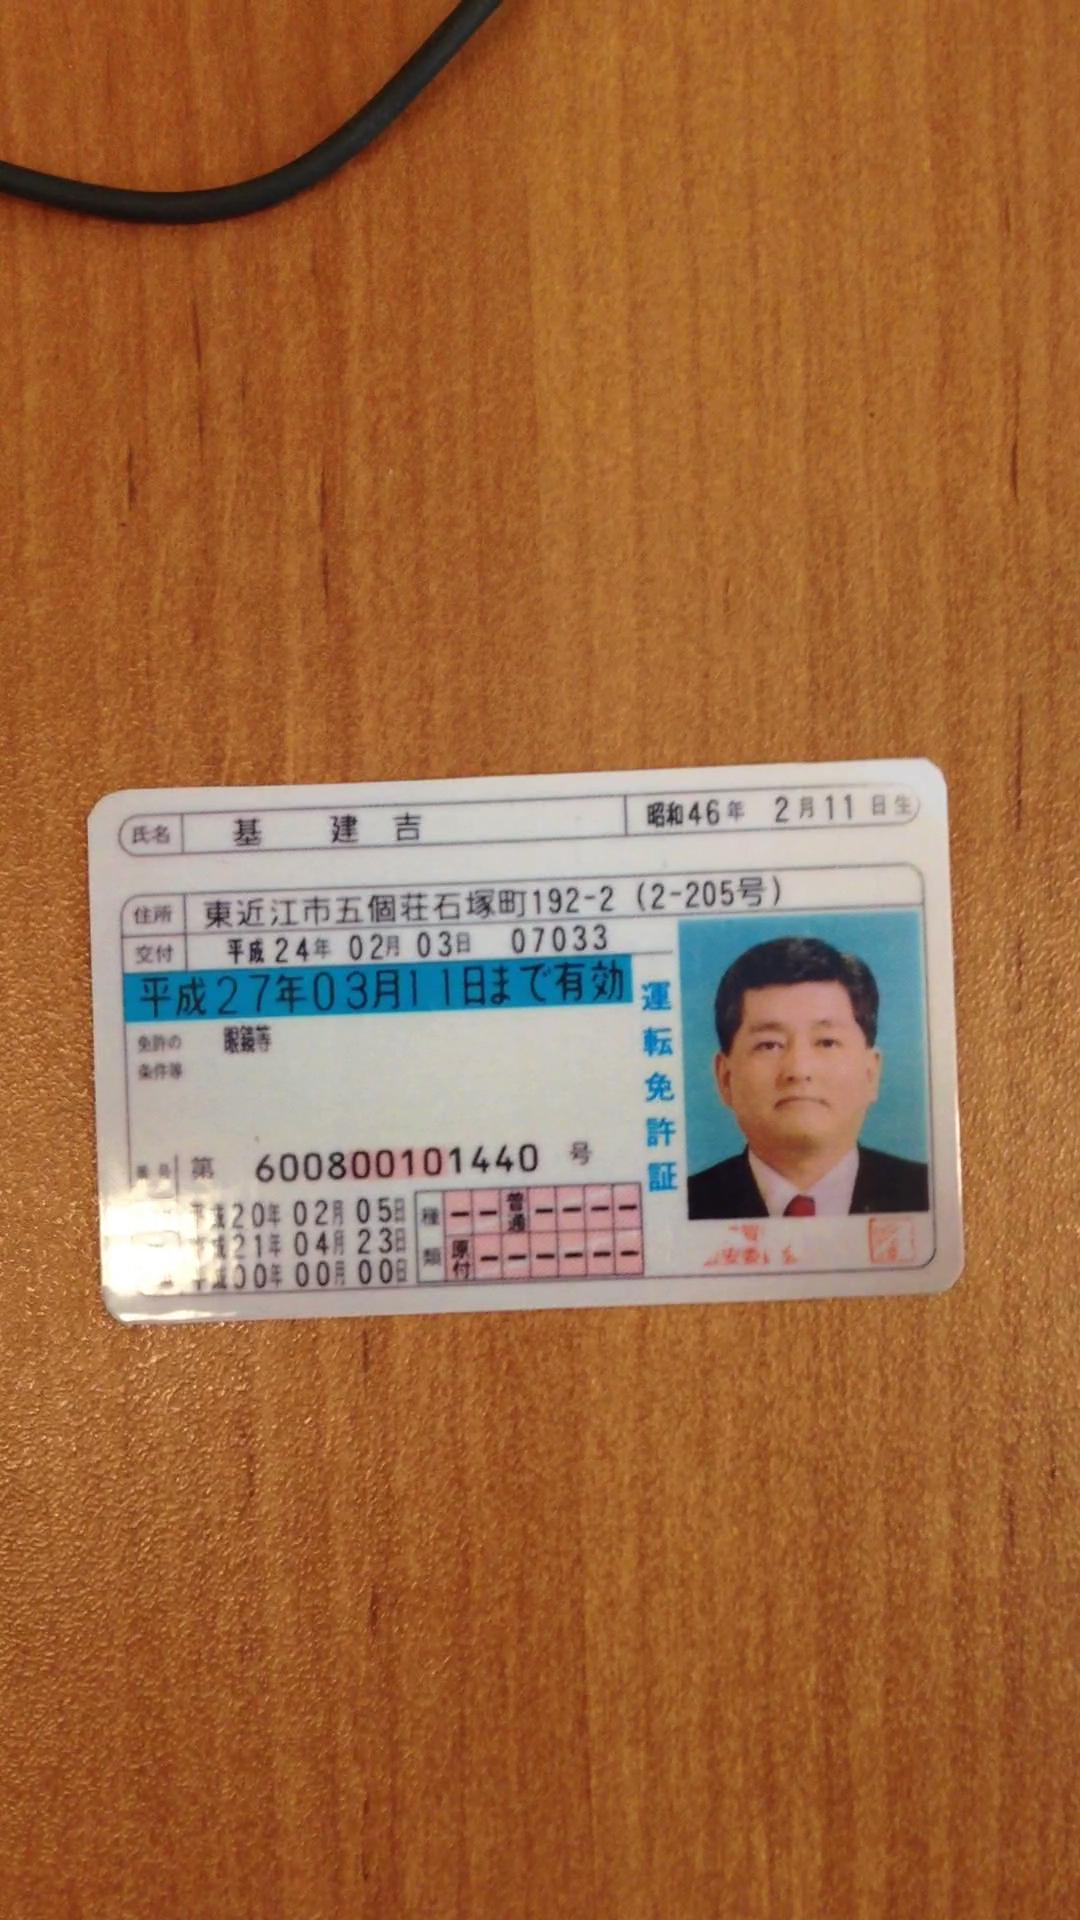 氏名 基 建 吉 昭和46年 2月11日生
住所 東近江市五個荘石塚町192-2 (2-205号)
交付 平成24年 02月 03日 07033
平成27年03月11日まで有効
免許の
条件等
眼鏡等
番号 第 600800101440 号
平成20年 02月 05日
平成21年 04月 23日
平成00年 00月 00日
種類
普通
原付
運転免許証